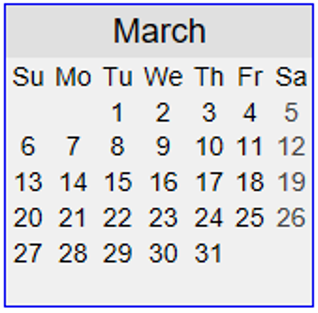 March
Su Mo Tu We Th Fr Sa
1 2 3 4 5
6 7 8 9 10 11 12
13 14 15 16 17 18 19
20 21 22 23 24 25 26
27 28 29 30 31